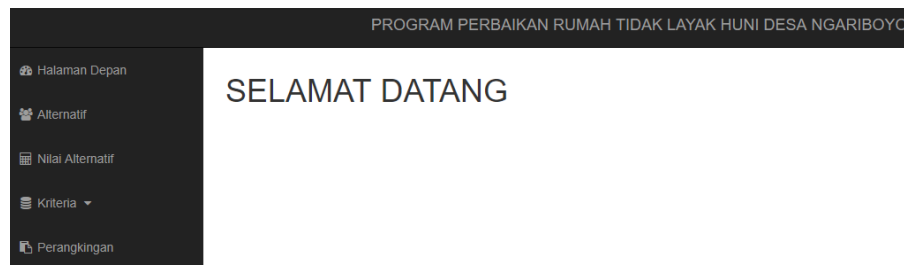 PROGRAM PERBAIKAN RUMAH TIDAK LAYAK HUNI DESA NGARIBOYO
Halaman Depan
SELAMAT DATANG
Alternatif
Nilai Alternatif
Kriteria
Perangkingan